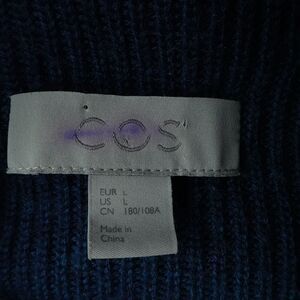 COS
EUR L
US L
CN 180/108A
Made in
China